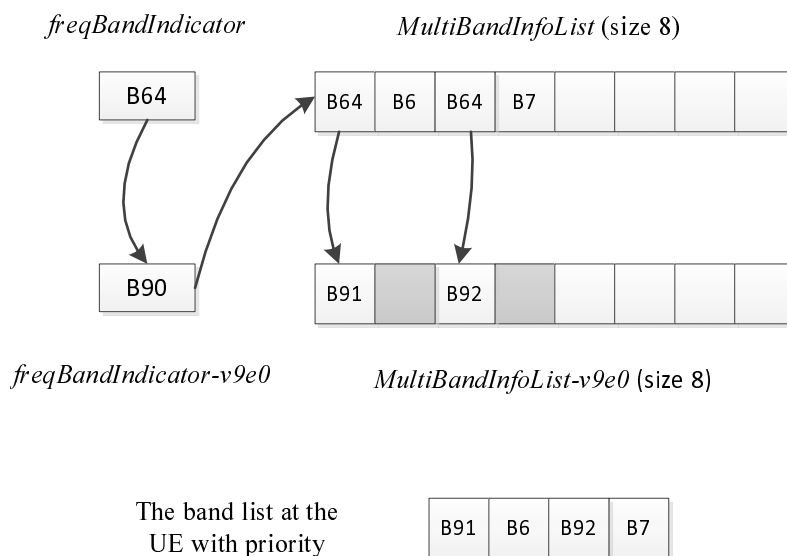 freqBandIndicator
MultiBandInfoList (size 8)
B64
B64 B6 B64 B7
B90
B91 B92
freqBandIndicator-v9e0
MultiBandInfoList-v9e0 (size 8)
The band list at the
UE with priority
B91 B6 B92 B7